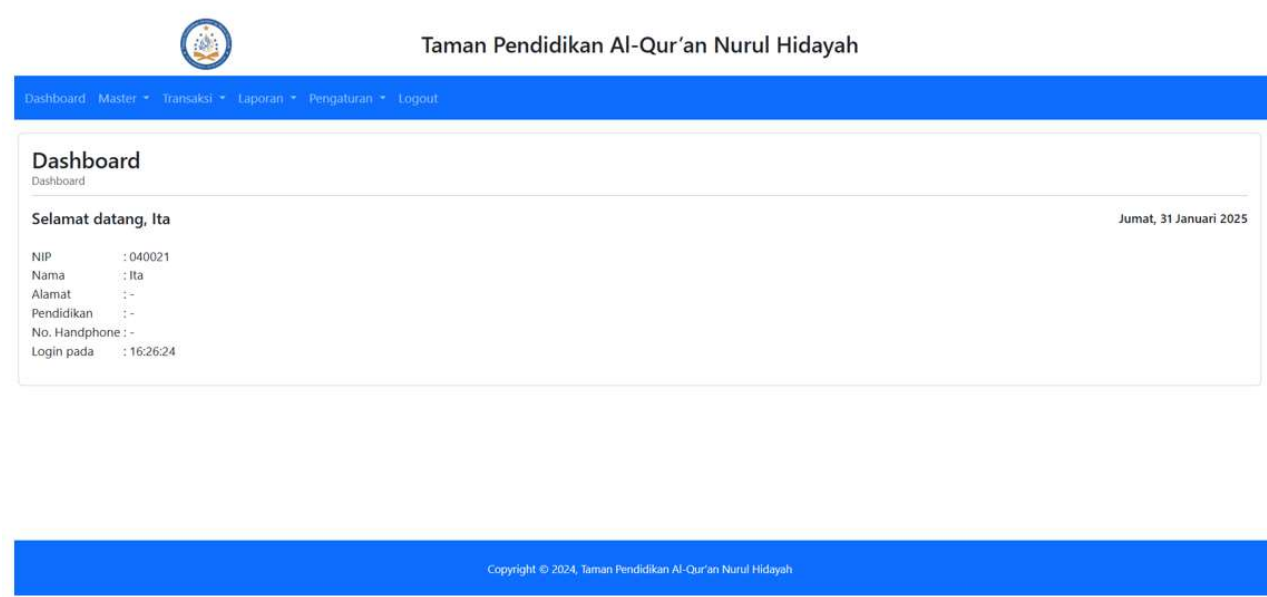 Taman Pendidikan Al-Qur’an Nurul Hidayah
Dashboard Master Transaksi Laporan Pengaturan Logout
Dashboard
Dashboard
Selamat datang, Ita Jumat, 31 Januari 2025
NIP : 040021
Nama : Ita
Alamat : -
Pendidikan : -
No. Handphone : -
Login pada : 16:26:24
Copyright © 2024, Taman Pendidikan Al-Qur'an Nurul Hidayah